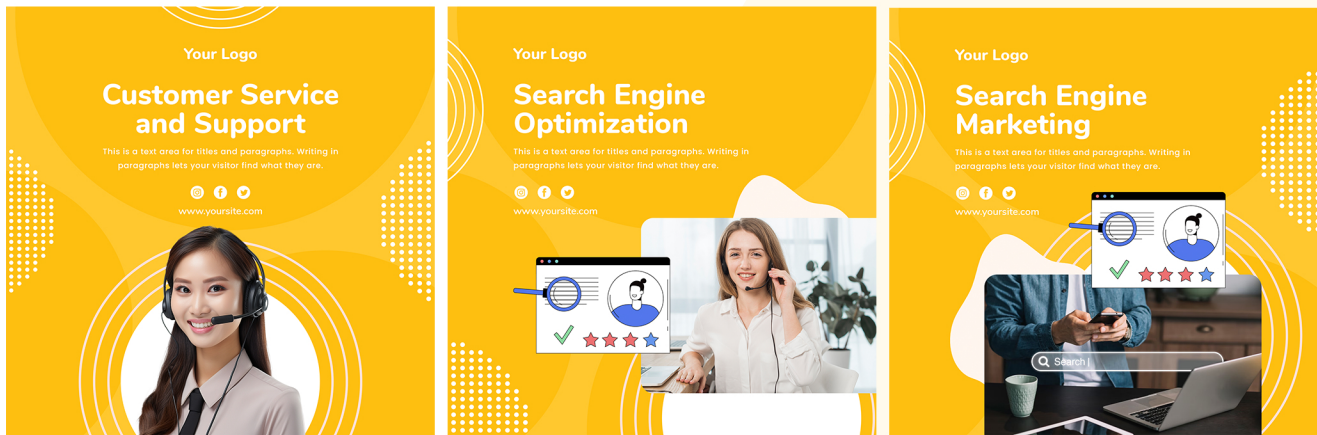 Your Logo
Customer Service
and Support
This is a text area for titles and paragraphs. Writing in
paragraphs lets your visitor find what they are.
www.yoursite.com
Your Logo
Search Engine
Optimization
This is a text area for titles and paragraphs. Writing in
paragraphs lets your visitor find what they are.
www.yoursite.com
Your Logo
Search Engine
Marketing
This is a text area for titles and paragraphs. Writing in
paragraphs lets your visitor find what they are.
www.yoursite.com
Search |